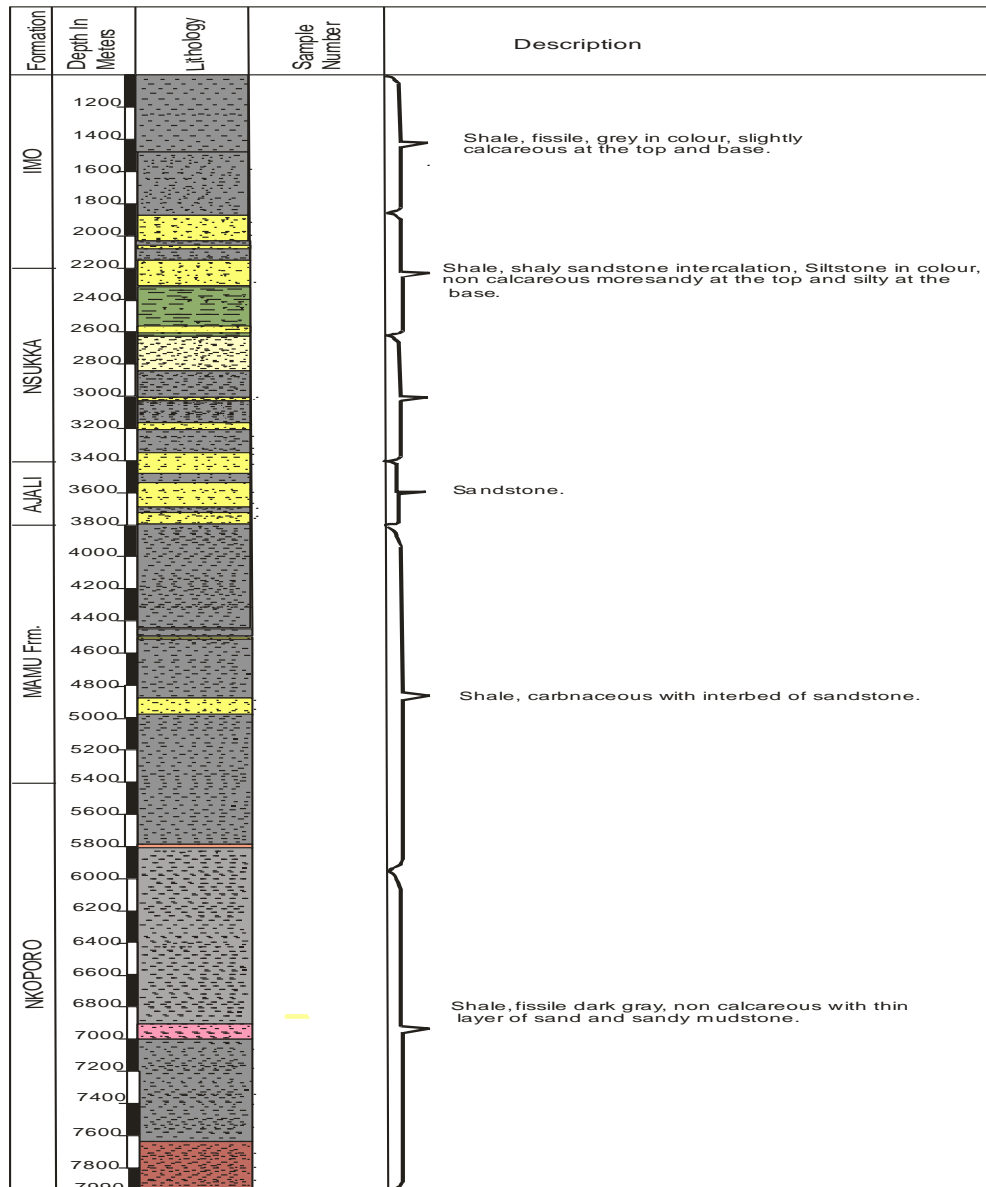 Formation
Depth In
Meters
Lithology
Sample
Number
Description
IMO
NSUKKA
AJALI
MAMU Frm.
NKOPORO
1200
1400
1600
1800
2000
2200
2400
2600
2800
3000
3200
3400
3600
3800
4000
4200
4400
4600
4800
5000
5200
5400
5600
5800
6000
6200
6400
6600
6800
7000
7200
7400
7600
7800
Shale, fissile, grey in colour, slightly
calcareous at the top and base.
Shale, shaly sandstone intercalation, Siltstone in colour,
non calcareous moresandy at the top and silty at the
base.
Sandstone.
Shale, carbnaceous with interbed of sandstone.
Shale,fissile dark gray, non calcareous with thin
layer of sand and sandy mudstone.